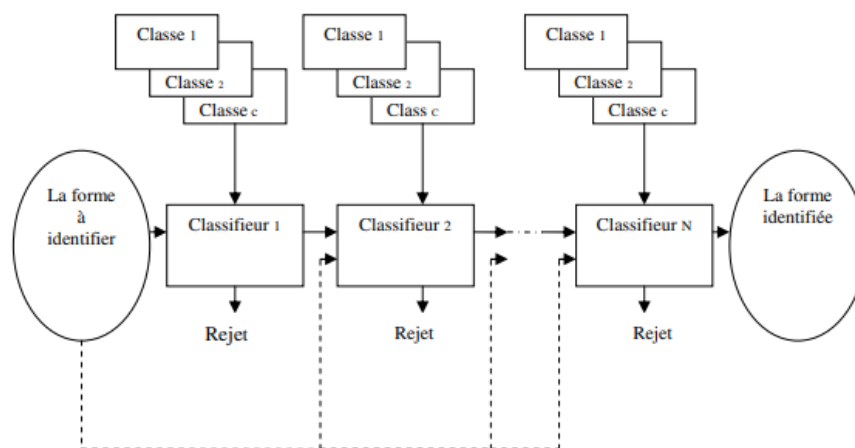 Classe 1
Classe 2
Classe c
Classe 1
Classe 2
Class C
Classe 1
Classe 2
Classe c
La forme
à
identifier
Classifieur 1
Classifieur 2
Classifieur N
La forme
identifiée
Rejet
Rejet
Rejet